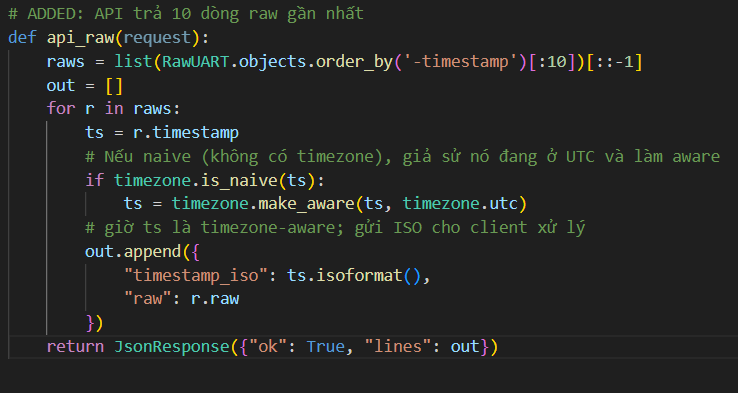 # ADDED: API trả 10 dòng raw gần nhất
def api_raw(request):
    raws = list(RawUART.objects.order_by('-timestamp')[:10])[::-1]
    out = []
    for r in raws:
        ts = r.timestamp
        # Nếu naive (không có timezone), giả sử nó đang ở UTC và làm aware
        if timezone.is_naive(ts):
            ts = timezone.make_aware(ts, timezone.utc)
        # giờ ts là timezone-aware; gửi ISO cho client xử lý
        out.append({
            "timestamp_iso": ts.isoformat(),
            "raw": r.raw
        })
    return JsonResponse({"ok": True, "lines": out})